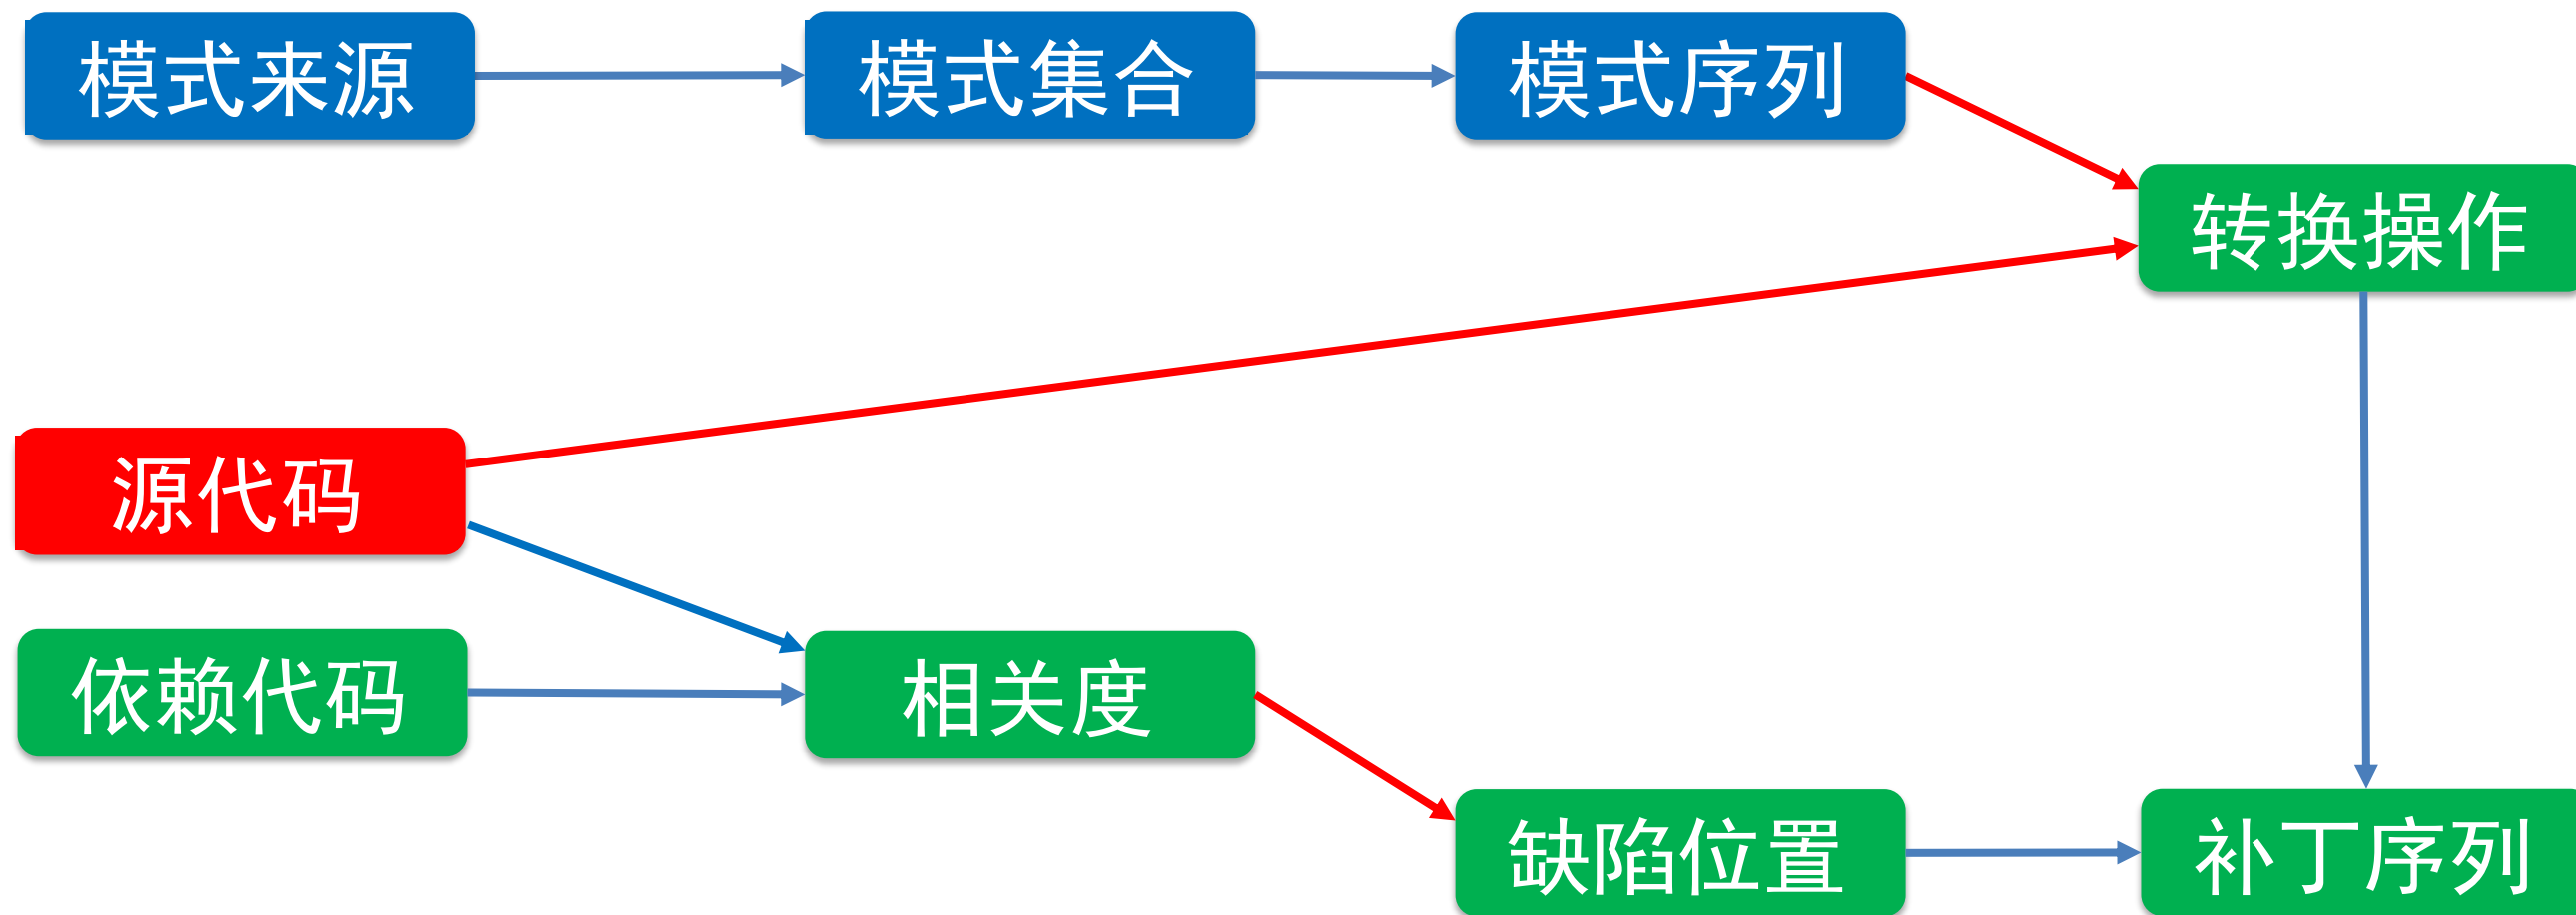 模式来源
模式集合
模式序列
转换操作
源代码
依赖代码
相关度
缺陷位置
补丁序列